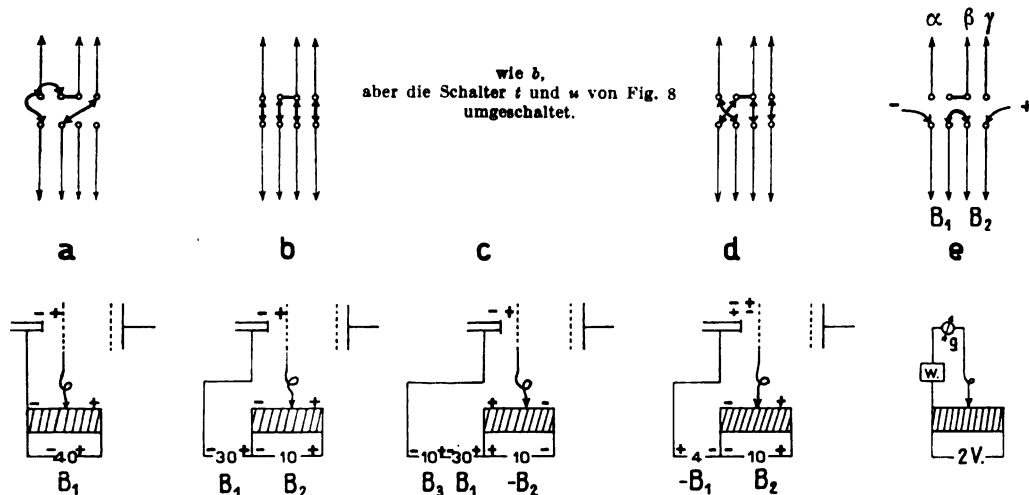 α β γ
wie b,
aber die Schalter t und u von Fig. 8
umgeschaltet.
- +
B₁ B₂
a b c d e
- + - + - + - + + - g
W.
- + - + + - - +
-40+ -30+ - 10 + -10+ -30+ 10 - + 4 - - 10 + 2V.
B₁ B₁ B₂ B₃ B₁ -B₂ -B₁ B₂